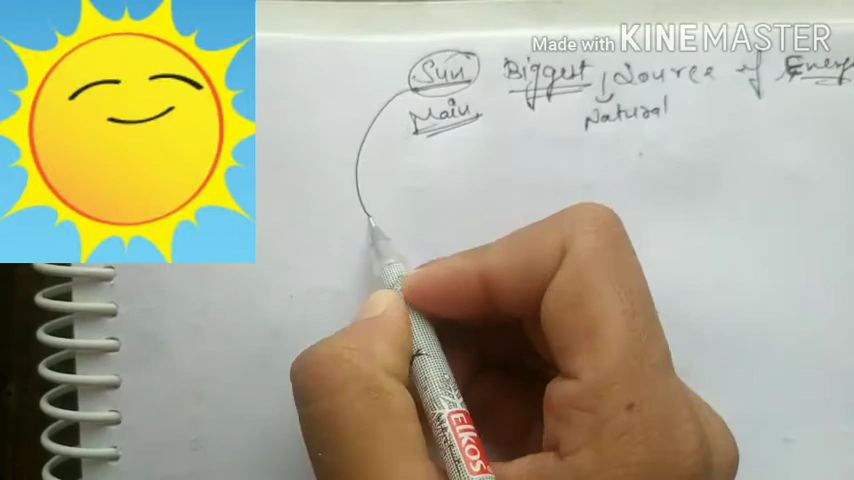 Made with KINEMASTER
Sun Biggest source of Energy
Main Natural
ELKOS